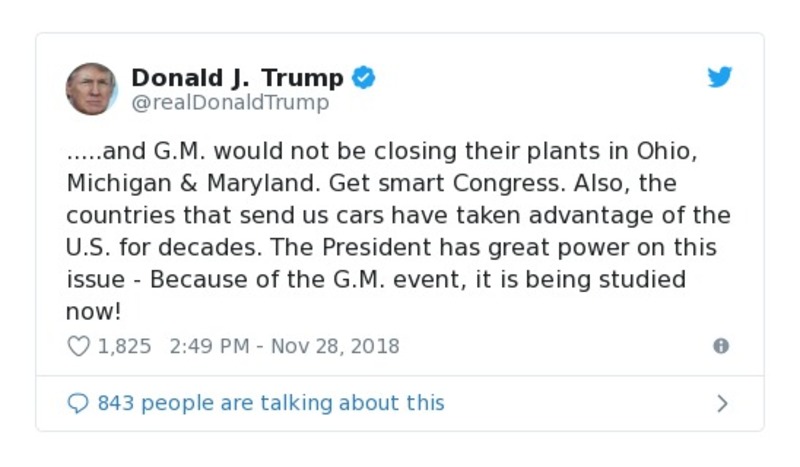 Donald J. Trump
@realDonaldTrump
.....and G.M. would not be closing their plants in Ohio,
Michigan & Maryland. Get smart Congress. Also, the
countries that send us cars have taken advantage of the
U.S. for decades. The President has great power on this
issue - Because of the G.M. event, it is being studied
now!
1,825 2:49 PM - Nov 28, 2018
843 people are talking about this